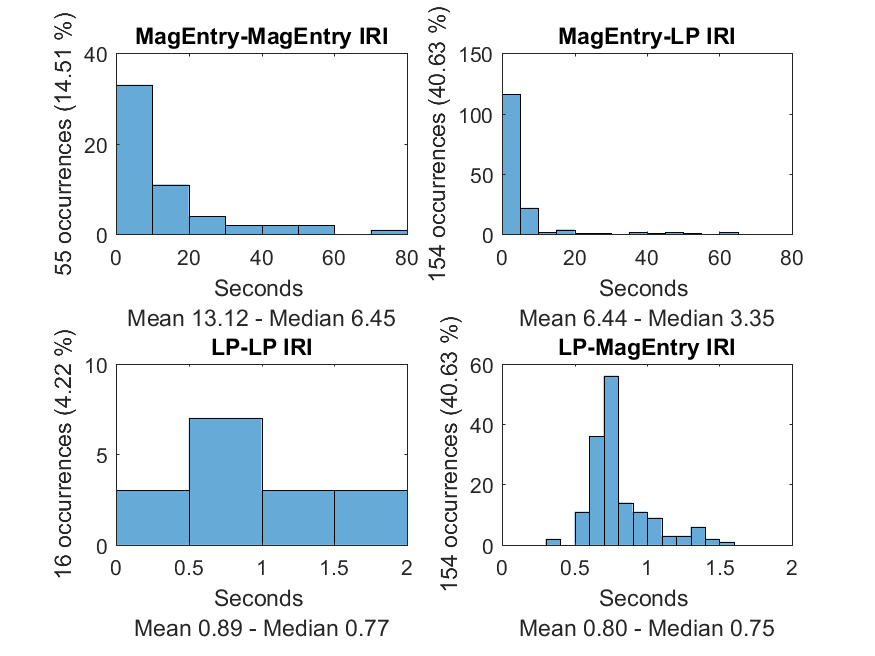 MagEntry-MagEntry IRI
55 occurrences (14.51 %)
40
20
0
0 20 40 60 80
Seconds
Mean 13.12 - Median 6.45
MagEntry-LP IRI
154 occurrences (40.63 %)
150
100
50
0
0 20 40 60 80
Seconds
Mean 6.44 - Median 3.35
LP-LP IRI
16 occurrences (4.22 %)
10
5
0
0 0.5 1 1.5 2
Seconds
Mean 0.89 - Median 0.77
LP-MagEntry IRI
154 occurrences (40.63 %)
60
40
20
0
0 0.5 1 1.5 2
Seconds
Mean 0.80 - Median 0.75